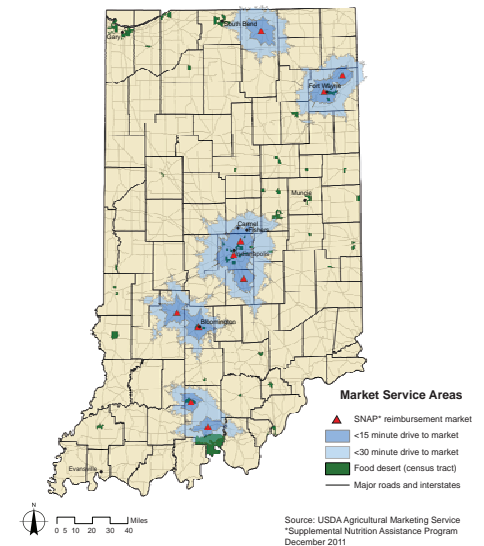 South Bend
Gary
Fort Wayne
Muncie
Carmel
Fishers
Indianapolis
Bloomington
Evansville
Market Service Areas
SNAP* reimbursement market
<15 minute drive to market
<30 minute drive to market
Food desert (census tract)
Major roads and interstates
N
Miles
0 5 10 20 30 40
Source: USDA Agricultural Marketing Service
*Supplemental Nutrition Assistance Program
December 2011